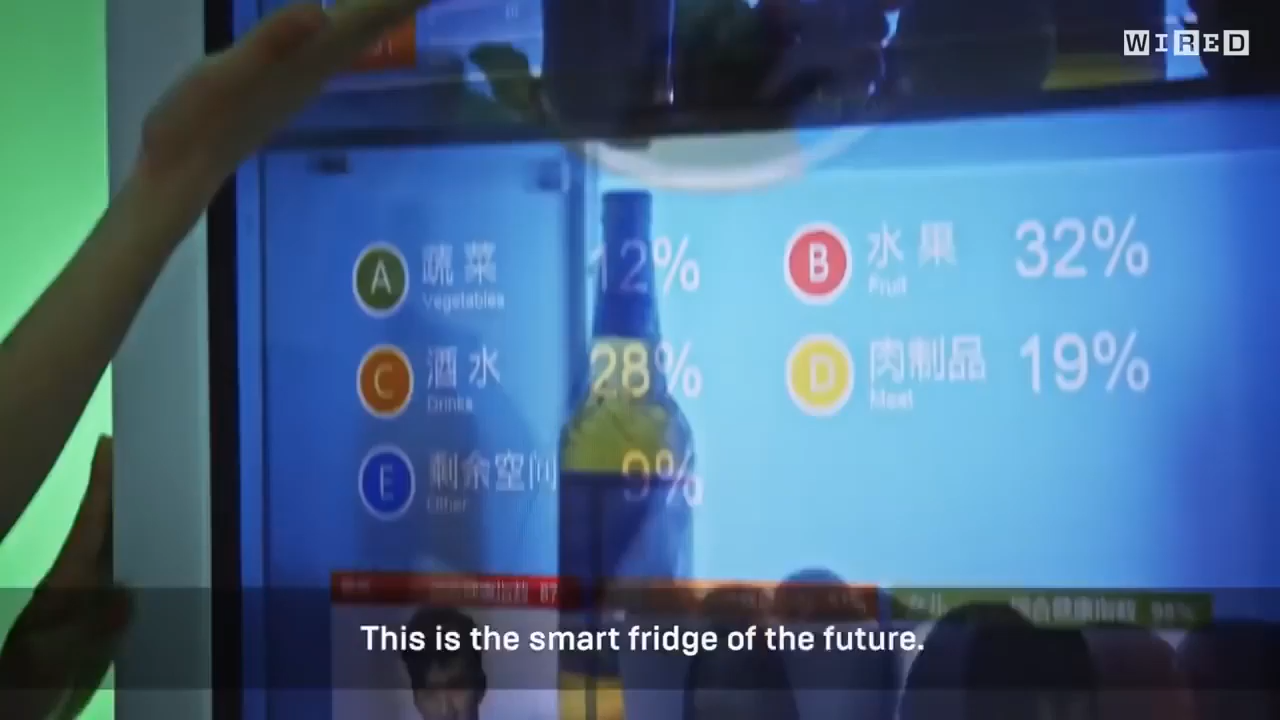 WIRED
A 蔬菜 12%
Vegetables
B 水果 32%
Fruit
C 酒水 28%
Drinks
D 肉制品 19%
Meat
E 剩余空间 9%
Other
87
This is the smart fridge of the future.